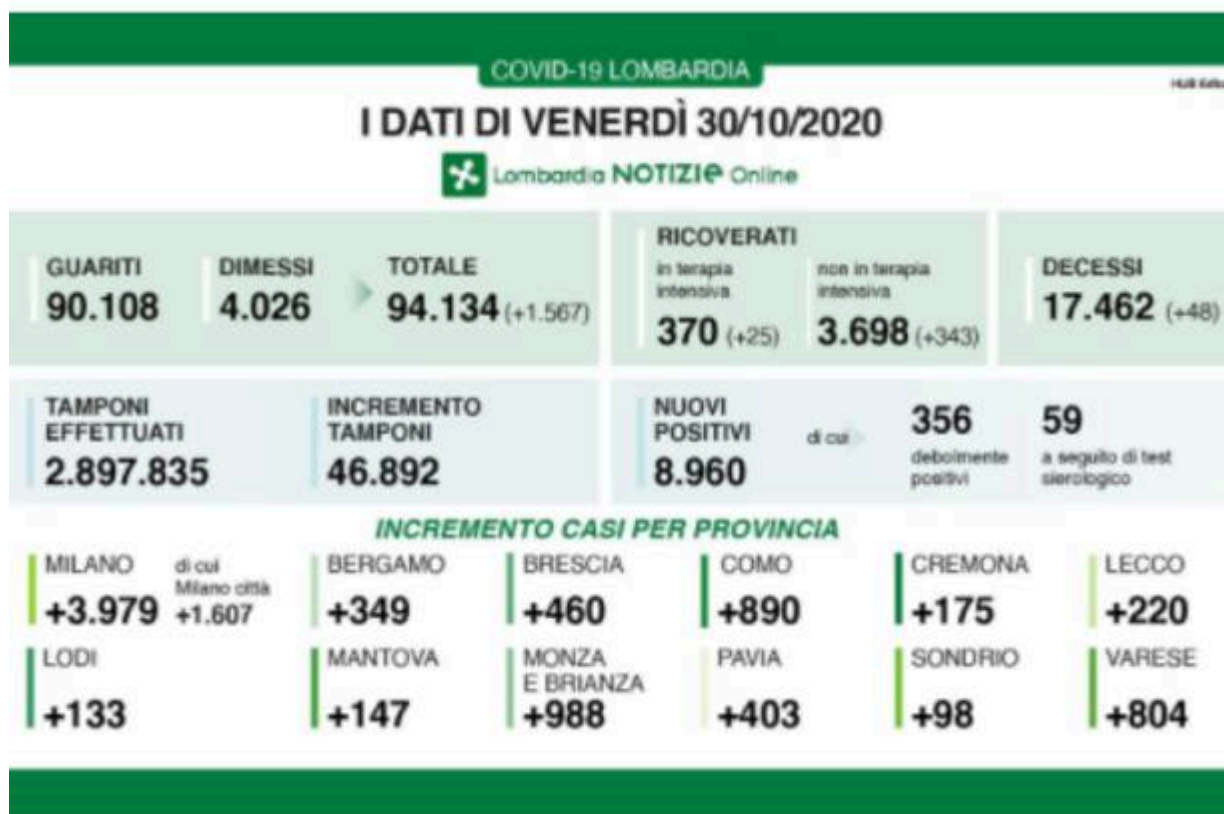 COVID-19 LOMBARDIA
I DATI DI VENERDÌ 30/10/2020
Lombardia NOTIZIE Online
GUARITI
90.108
DIMESSI
4.026
TOTALE
94.134 (+1.567)
RICOVERATI
in terapia
intensiva
370 (+25)
non in terapia
intensiva
3.698 (+343)
DECESSI
17.462 (+48)
TAMPONI
EFFETTUATI
2.897.835
INCREMENTO
TAMPONI
46.892
NUOVI
POSITIVI
8.960
di cui
356
debolmente
positivi
59
a seguito di test
sierologico
INCREMENTO CASI PER PROVINCIA
MILANO
+3.979
di cui
Milano città
+1.607
BERGAMO
+349
BRESCIA
+460
COMO
+890
CREMONA
+175
LECCO
+220
LODI
+133
MANTOVA
+147
MONZA
E BRIANZA
+988
PAVIA
+403
SONDRIO
+98
VARESE
+804